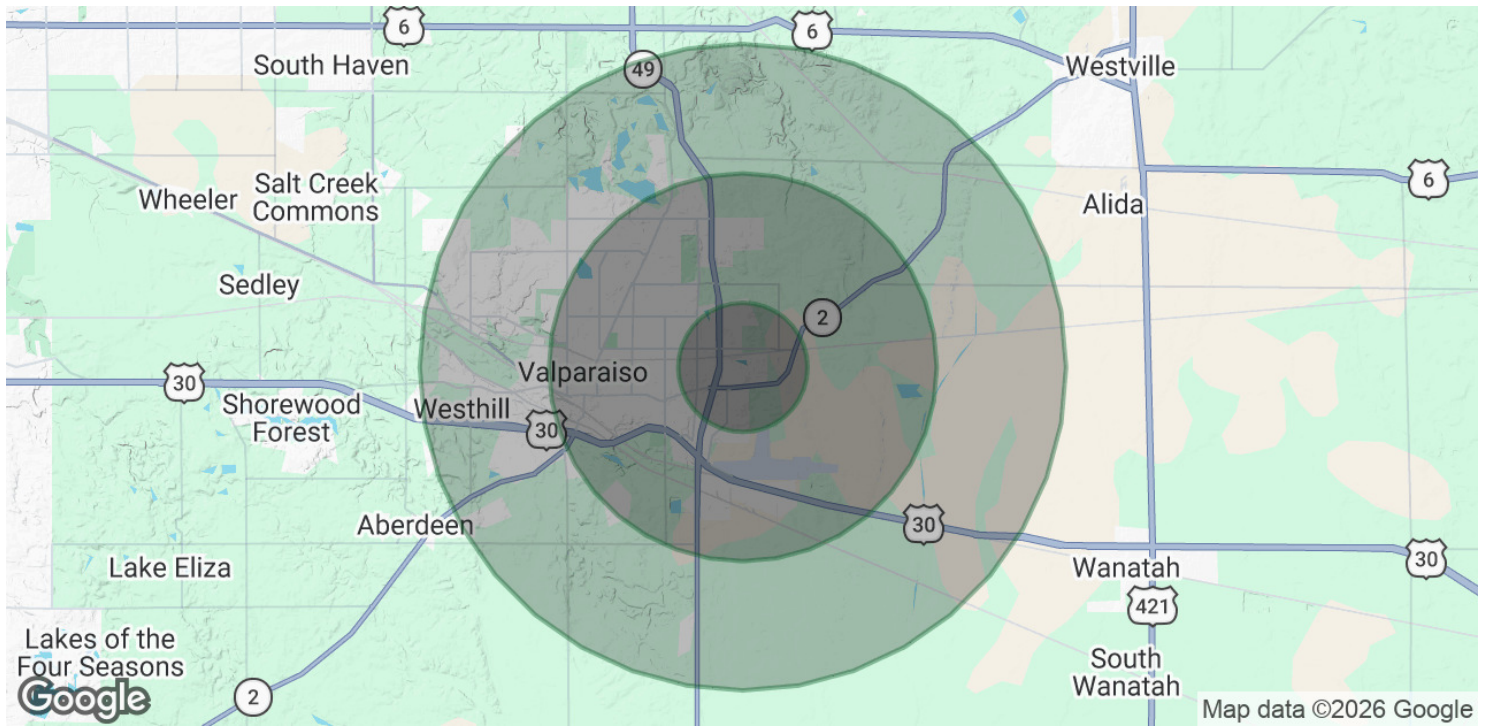 6
6
South Haven
49
Westville
Salt Creek
Commons
Wheeler
6
Alida
Sedley
2
Valparaiso
30
Westhill
Shorewood
Forest
30
Aberdeen
30
30
Lake Eliza
Wanatah
421
Lakes of the
Four Seasons
South
Wanatah
2
Google
Map data ©2026 Google